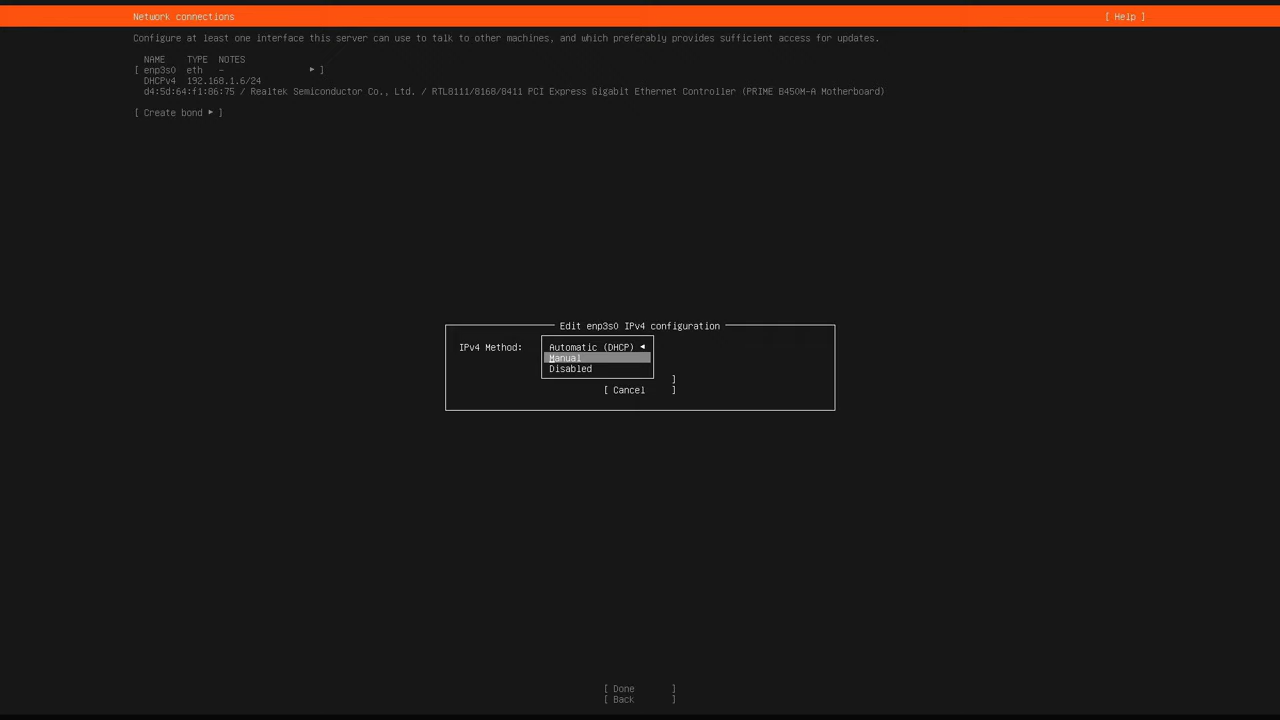 Network connections [ Help ]
Configure at least one interface this server can use to talk to other machines, and which preferably provides sufficient access for updates.
NAME TYPE NOTES
[ enp3s0 eth - ▸ ]
DHCPv4 192.168.1.6/24
d4:5d:64:f1:86:75 / Realtek Semiconductor Co., Ltd. / RTL8111/8168/8411 PCI Express Gigabit Ethernet Controller (PRIME B450M-A Motherboard)
[ Create bond ▸ ]
Edit enp3s0 IPv4 configuration
IPv4 Method: Automatic (DHCP) ◂
Manual
Disabled
]
[ Cancel ]
[ Done ]
[ Back ]